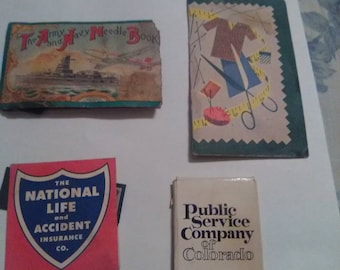 The Army
and Navy Needle Book
THE
NATIONAL
LIFE
and
ACCIDENT
INSURANCE
CO.
Public
Service
Company
of
Colorado